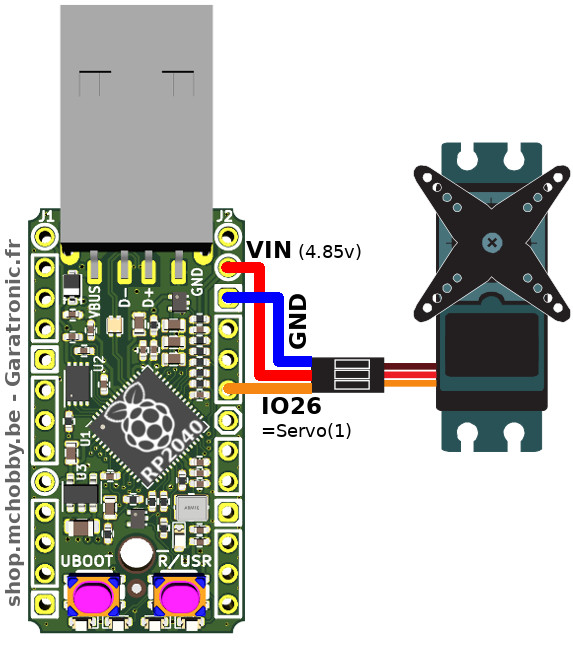 J1
J2
VIN (4.85v)
VBUS
D-
D+
GND
GND
U2
IO26
=Servo(1)
U1
RP2040
U3
UBOOT
R/USR
shop.mchobby.be - Garatronic.fr